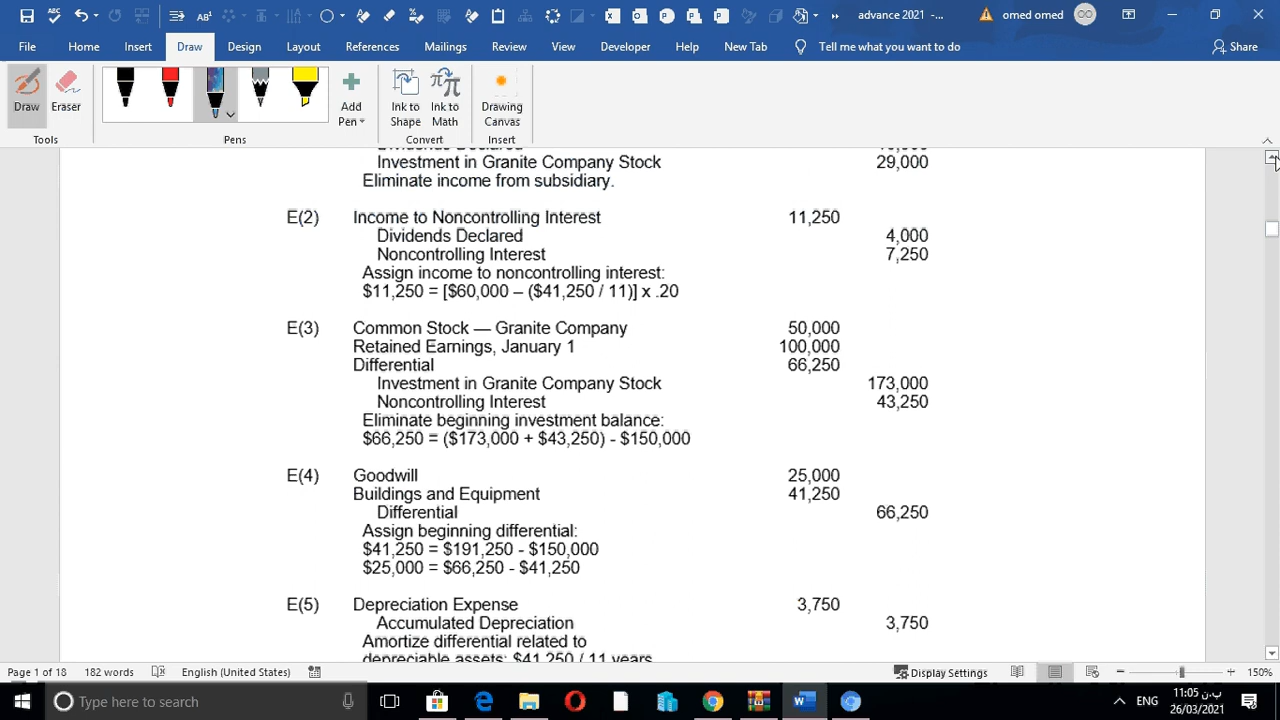 advance 2021 -...
omed omed
File Home Insert Draw Design Layout References Mailings Review View Developer Help New Tab Tell me what you want to do Share
Draw Eraser Add Pen Ink to Shape Ink to Math Drawing Canvas
Tools Pens Convert Insert
Dividends Declared
Investment in Granite Company Stock 29,000
Eliminate income from subsidiary.
E(2) Income to Noncontrolling Interest 11,250
Dividends Declared 4,000
Noncontrolling Interest 7,250
Assign income to noncontrolling interest:
$11,250 = [$60,000 – ($41,250 / 11)] x .20
E(3) Common Stock — Granite Company 50,000
Retained Earnings, January 1 100,000
Differential 66,250
Investment in Granite Company Stock 173,000
Noncontrolling Interest 43,250
Eliminate beginning investment balance:
$66,250 = ($173,000 + $43,250) - $150,000
E(4) Goodwill 25,000
Buildings and Equipment 41,250
Differential 66,250
Assign beginning differential:
$41,250 = $191,250 - $150,000
$25,000 = $66,250 - $41,250
E(5) Depreciation Expense 3,750
Accumulated Depreciation 3,750
Amortize differential related to
depreciable assets: $41,250 / 11 years
Page 1 of 18 182 words English (United States) Display Settings 150%
Type here to search ENG 11:05 پ.ن
26/03/2021